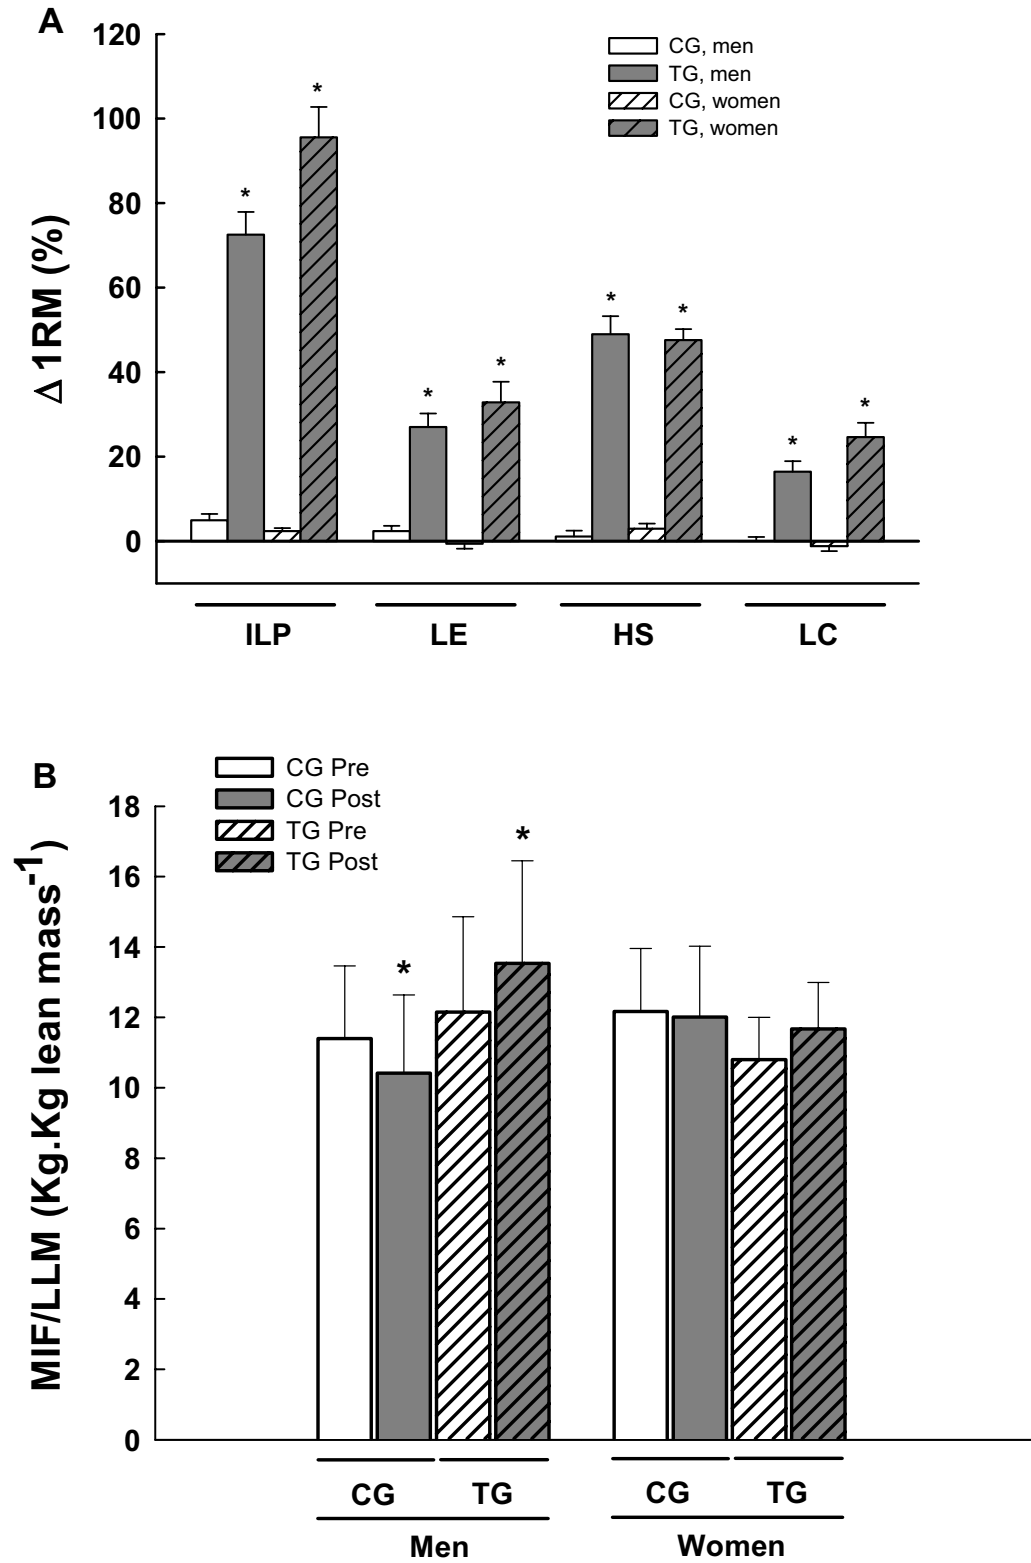 A
120
100
80
60
40
20
0
Δ 1RM (%)
CG, men
TG, men
CG, women
TG, women
*
*
*
*
*
*
*
*
ILP LE HS LC
B
CG Pre
CG Post
TG Pre
TG Post
18
16
14
12
10
8
6
4
2
0
MIF/LLM (Kg.Kg lean mass⁻¹)
*
*
CG TG CG TG
Men Women